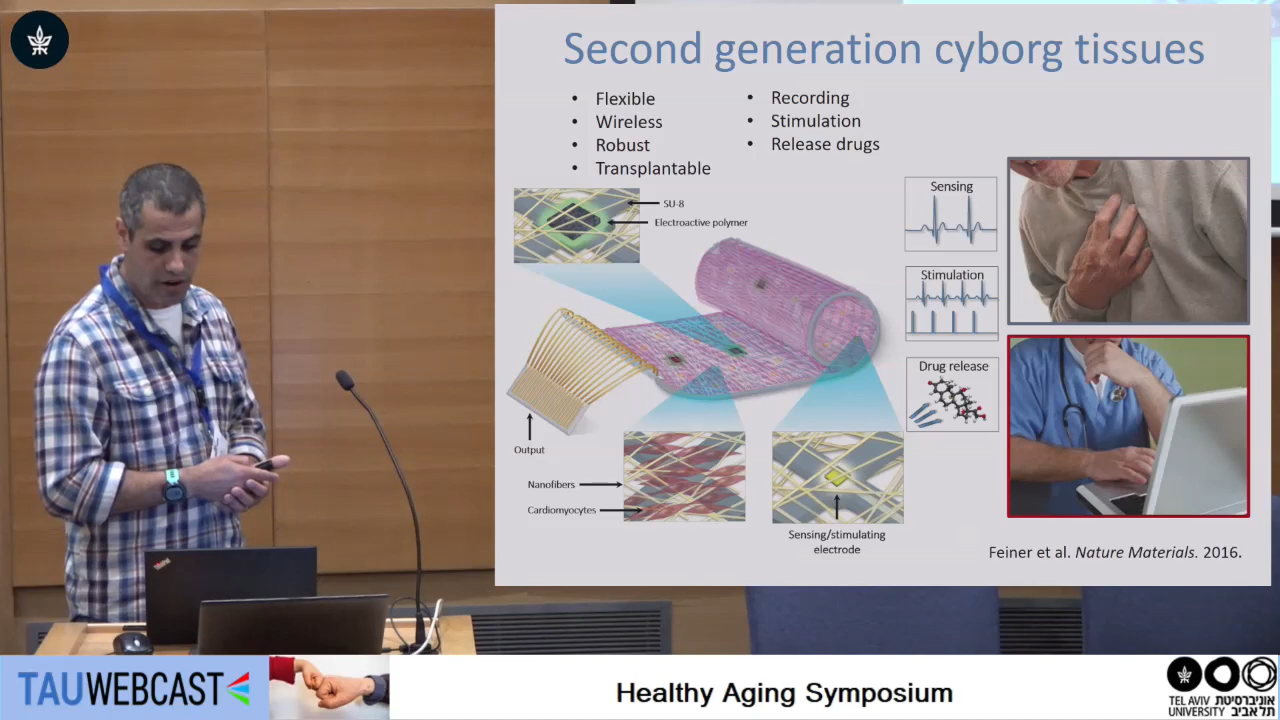 Second generation cyborg tissues
• Flexible
• Wireless
• Robust
• Transplantable
• Recording
• Stimulation
• Release drugs
SU-8
Electroactive polymer
Sensing
Stimulation
Drug release
Output
Nanofibers
Cardiomyocytes
Sensing/stimulating
electrode
Feiner et al. Nature Materials. 2016.
ThinkPad
TAUWEBCAST
Healthy Aging Symposium
TEL AVIV אוניברסיטת
UNIVERSITY תל אביב